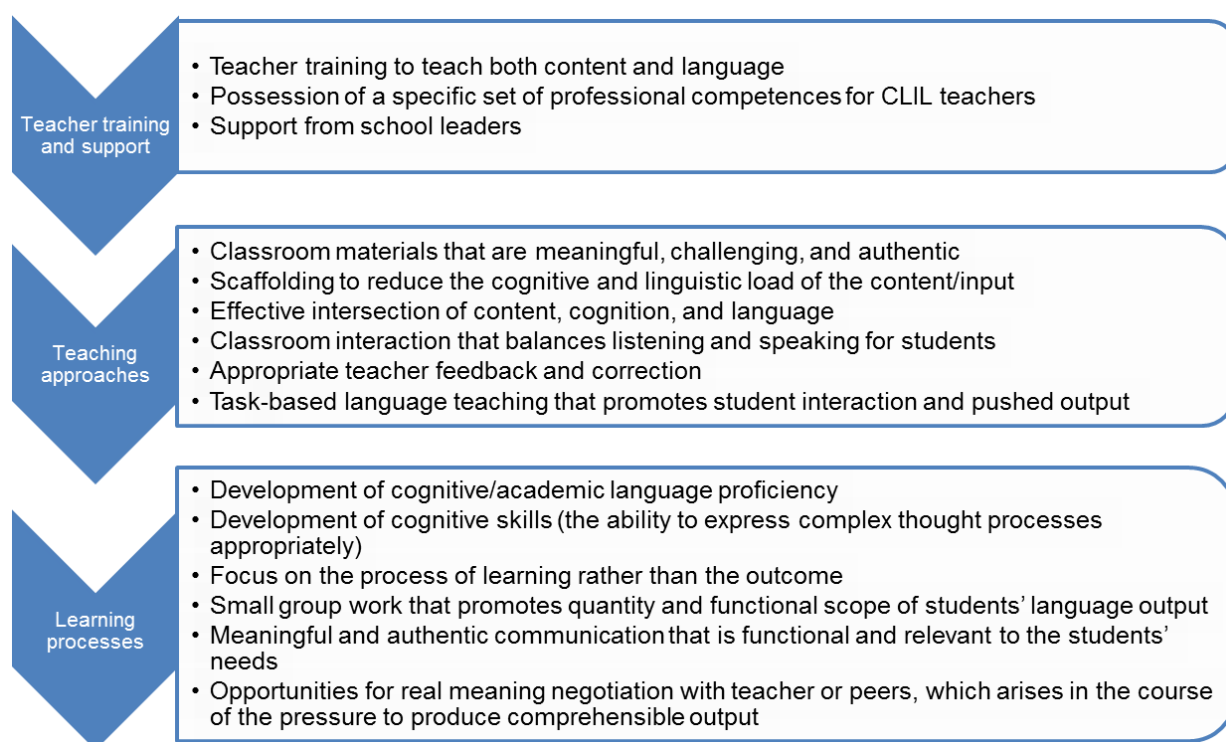 Teacher training
and support
• Teacher training to teach both content and language
• Possession of a specific set of professional competences for CLIL teachers
• Support from school leaders
Teaching
approaches
• Classroom materials that are meaningful, challenging, and authentic
• Scaffolding to reduce the cognitive and linguistic load of the content/input
• Effective intersection of content, cognition, and language
• Classroom interaction that balances listening and speaking for students
• Appropriate teacher feedback and correction
• Task-based language teaching that promotes student interaction and pushed output
Learning
processes
• Development of cognitive/academic language proficiency
• Development of cognitive skills (the ability to express complex thought processes
appropriately)
• Focus on the process of learning rather than the outcome
• Small group work that promotes quantity and functional scope of students’ language output
• Meaningful and authentic communication that is functional and relevant to the students’
needs
• Opportunities for real meaning negotiation with teacher or peers, which arises in the course
of the pressure to produce comprehensible output